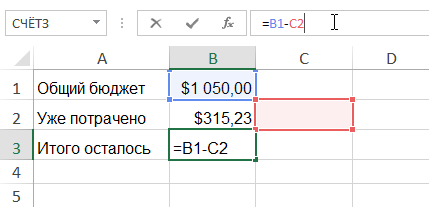 СЧЁТЗ =B1-C2
A B C D
1 Общий бюджет $1 050,00
2 Уже потрачено $315,23
3 Итого осталось =B1-C2
4
5